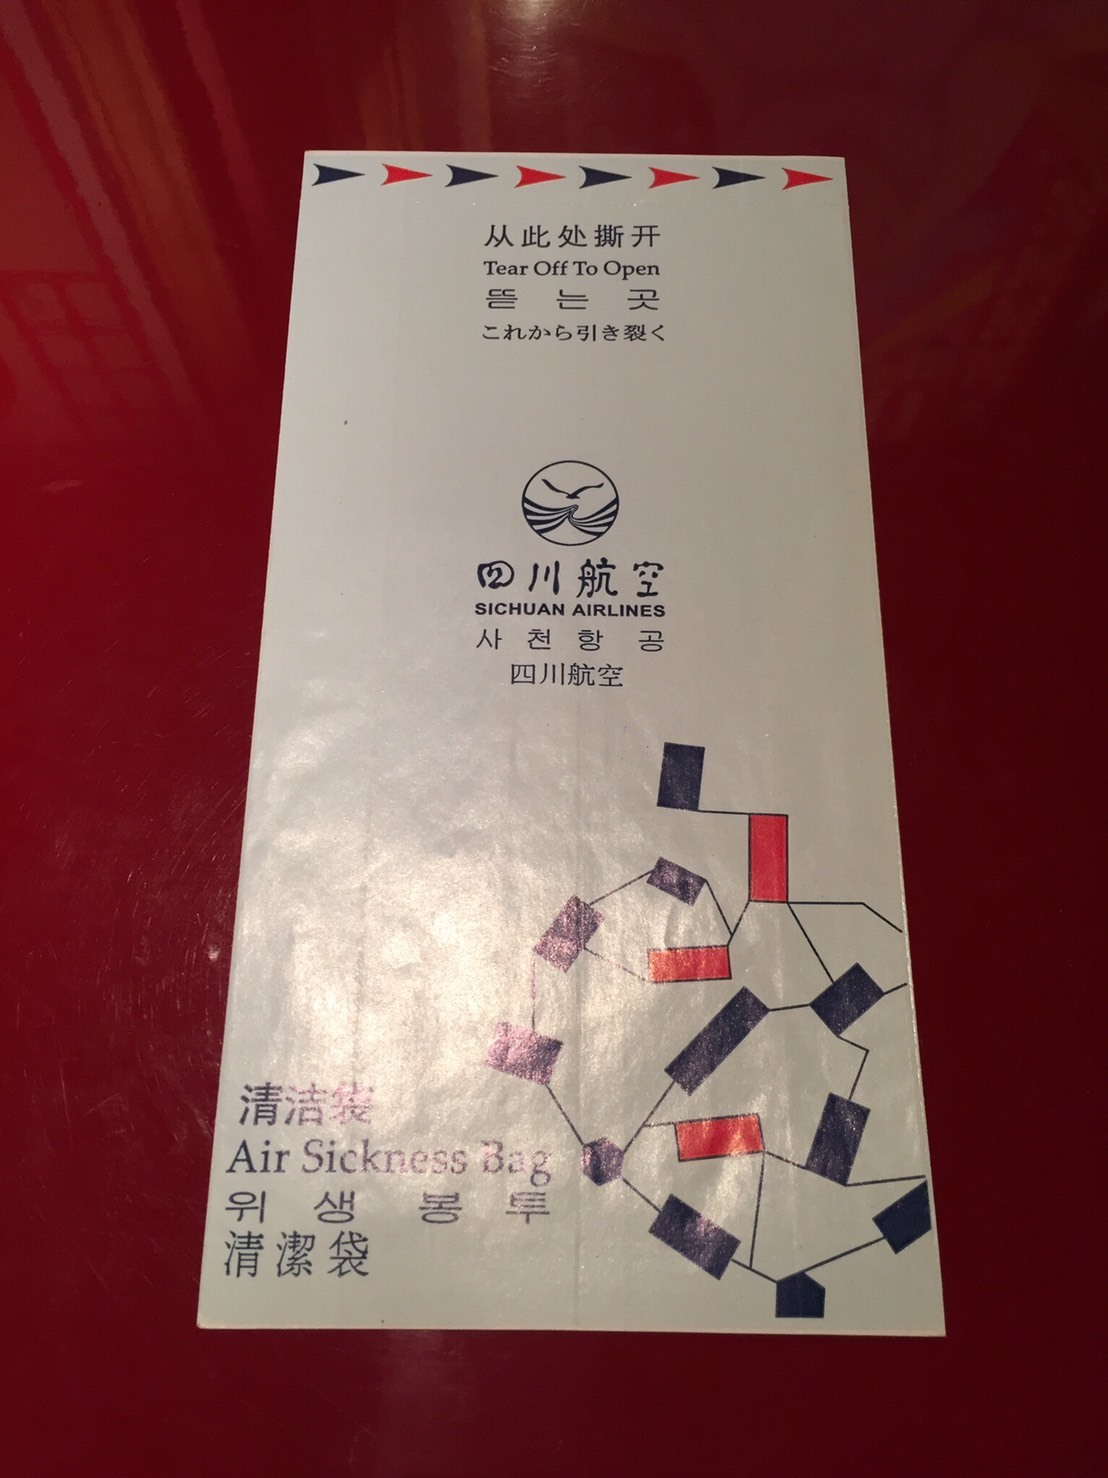 从此处撕开
Tear Off To Open
뜯는곳
これから引き裂く
四川航空
SICHUAN AIRLINES
사천항공
四川航空
清洁袋
Air Sickness Bag
위생봉투
清潔袋